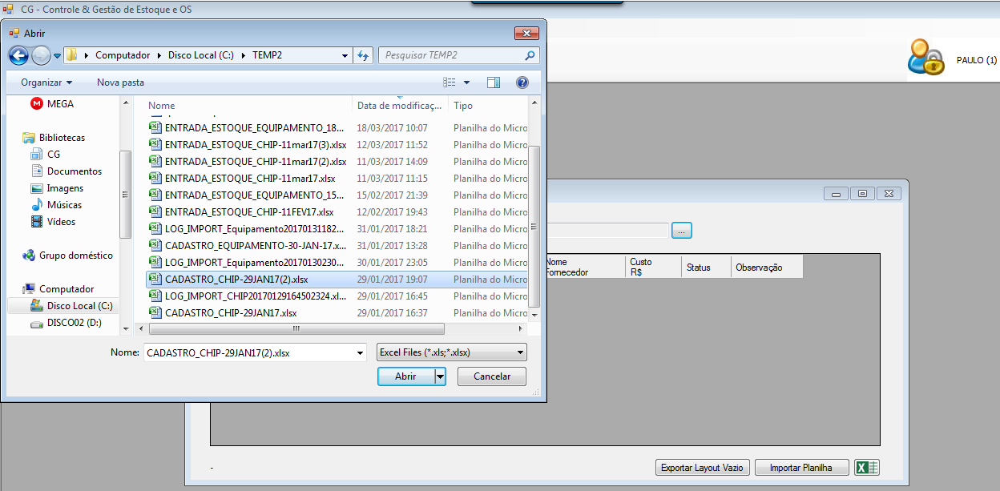 CG - Controle & Gestão de Estoque e OS
Abrir
Computador
Disco Local (C:)
TEMP2
Pesquisar TEMP2
PAULO (1)
Organizar
Nova pasta
MEGA
Bibliotecas
CG
Documentos
Imagens
Músicas
Vídeos
Grupo doméstico
Computador
Disco Local (C:)
DISCO02 (D:)
Nome Data de modificaç... Tipo
ENTRADA_ESTOQUE_EQUIPAMENTO_18... 18/03/2017 10:07 Planilha do Micro
ENTRADA_ESTOQUE_CHIP-11mar17(3).xlsx 12/03/2017 11:52 Planilha do Micro
ENTRADA_ESTOQUE_CHIP-11mar17(2).xlsx 11/03/2017 14:09 Planilha do Micro
ENTRADA_ESTOQUE_CHIP-11mar17.xlsx 11/03/2017 11:15 Planilha do Micro
ENTRADA_ESTOQUE_EQUIPAMENTO_15... 15/02/2017 21:39 Planilha do Micro
ENTRADA_ESTOQUE_CHIP-11FEV17.xlsx 12/02/2017 19:43 Planilha do Micro
LOG_IMPORT_Equipamento20170131182... 31/01/2017 18:21 Planilha do Micro
CADASTRO_EQUIPAMENTO-30-JAN-17.x... 31/01/2017 13:28 Planilha do Micro
LOG_IMPORT_Equipamento20170130230... 30/01/2017 23:05 Planilha do Micro
CADASTRO_CHIP-29JAN17(2).xlsx 29/01/2017 19:07 Planilha do Micro
LOG_IMPORT_CHIP20170129164502324.xl... 29/01/2017 16:45 Planilha do Micro
CADASTRO_CHIP-29JAN17.xlsx 29/01/2017 16:37 Planilha do Micro
Nome: CADASTRO_CHIP-29JAN17(2).xlsx
Excel Files (*.xls;*.xlsx)
Abrir
Cancelar
...
Nome
Fornecedor
Custo
R$
Status
Observação
-
Exportar Layout Vazio
Importar Planilha